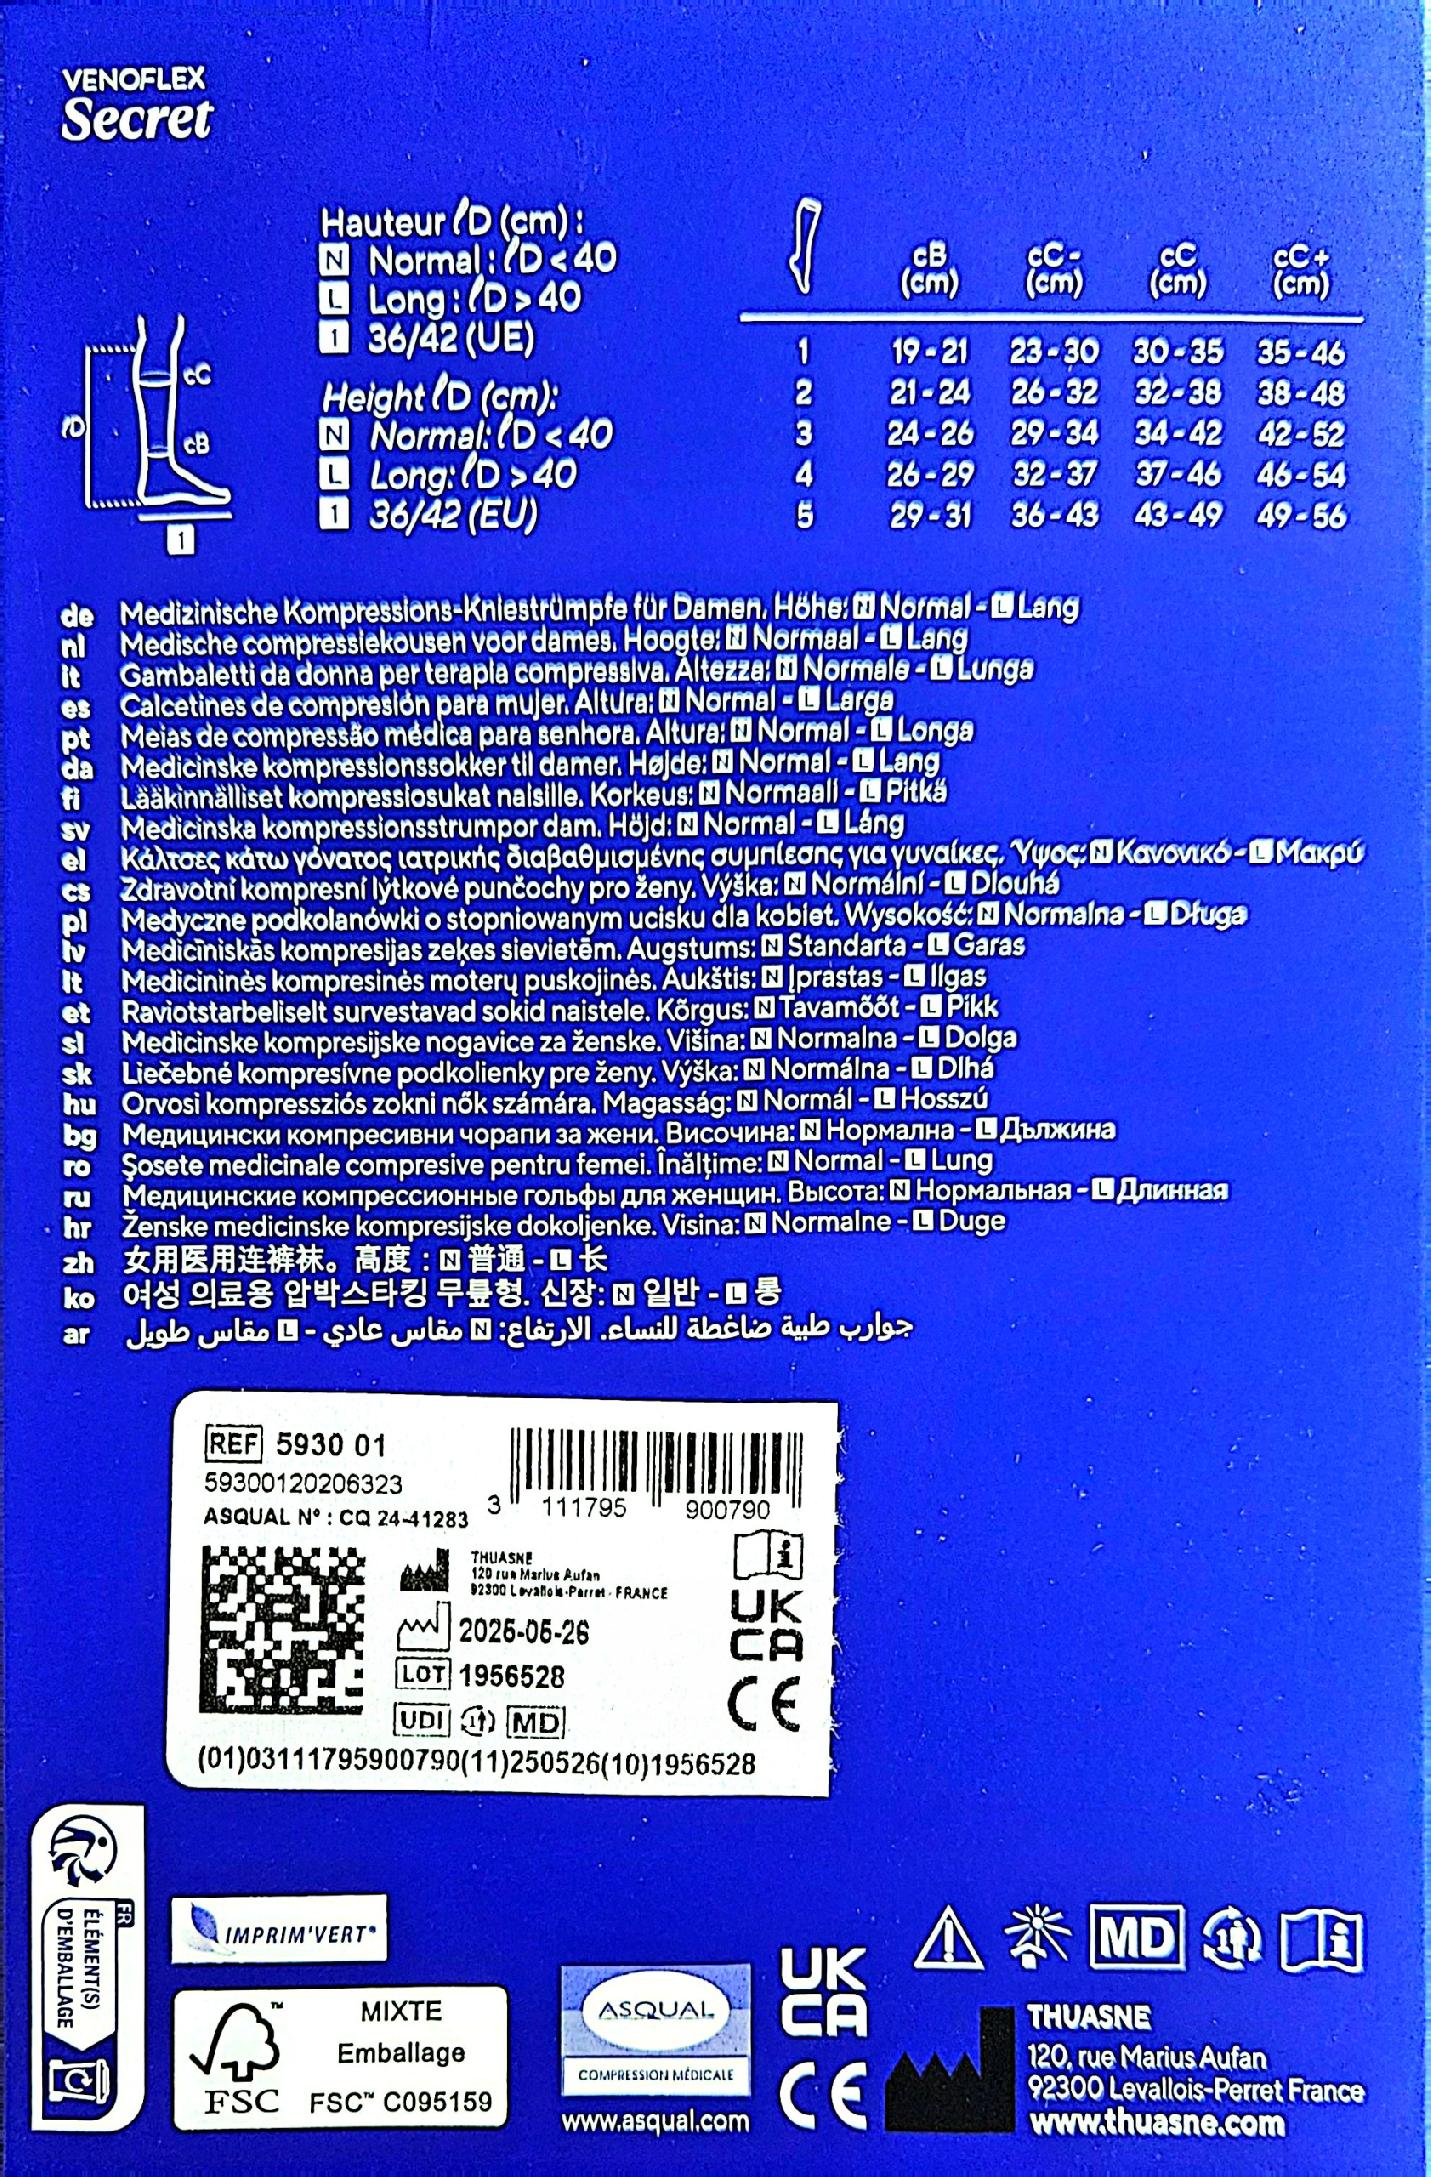 VENOFLEX
Secret
Hauteur ℓD (cm) :
N Normal : ℓD < 40
L Long : ℓD > 40
1 36/42 (UE)
Height ℓD (cm):
N Normal: ℓD < 40
L Long: ℓD > 40
1 36/42 (EU)
ℓD
cC
cB
1
cB (cm) cC- (cm) cC (cm) cC+ (cm)
1 19-21 23-30 30-35 35-46
2 21-24 26-32 32-38 38-48
3 24-26 29-34 34-42 42-52
4 26-29 32-37 37-46 46-54
5 29-31 36-43 43-49 49-56
de Medizinische Kompressions-Kniestrümpfe für Damen. Höhe: N Normal - L Lang
nl Medische compressiekousen voor dames. Hoogte: N Normaal - L Lang
it Gambaletti da donna per terapia compressiva. Altezza: N Normale - L Lunga
es Calcetines de compresión para mujer. Altura: N Normal - L Larga
pt Meias de compressão médica para senhora. Altura: N Normal - L Longa
da Medicinske kompressionssokker til damer. Højde: N Normal - L Lang
fi Lääkinnälliset kompressiosukat naisille. Korkeus: N Normaali - L Pitkä
sv Medicinska kompressionsstrumpor dam. Höjd: N Normal - L Lång
el Κάλτσες κάτω γόνατος ιατρικής διαβαθμισμένης συμπίεσης για γυναίκες. Ύψος: N Κανονικό - L Μακρύ
cs Zdravotní kompresní lýtkové punčochy pro ženy. Výška: N Normální - L Dlouhá
pl Medyczne podkolanówki o stopniowanym ucisku dla kobiet. Wysokość: N Normalna - L Długa
lv Medicīniskās kompresijas zeķes sievietēm. Augstums: N Standarta - L Garas
lt Medicininės kompresinės moterų puskojinės. Aukštis: N Įprastas - L Ilgas
et Raviotstarbeliselt survestavad sokid naistele. Kõrgus: N Tavamõõt - L Pikk
sl Medicinske kompresijske nogavice za ženske. Višina: N Normalna - L Dolga
sk Liečebné kompresívne podkolienky pre ženy. Výška: N Normálna - L Dlhá
hu Orvosi kompressziós zokni nők számára. Magasság: N Normál - L Hosszú
bg Медицински компресивни чорапи за жени. Височина: N Нормална - L Дължина
ro Șosete medicinale compresive pentru femei. Înălțime: N Normal - L Lung
ru Медицинские компрессионные гольфы для женщин. Высота: N Нормальная - L Длинная
hr Ženske medicinske kompresijske dokoljenke. Visina: N Normalne - L Duge
zh 女用医用连裤袜。高度 : N 普通 - L 长
ko 여성 의료용 압박스타킹 무릎형. 신장: N 일반 - L 롱
ar جوارب طبية ضاغطة للنساء. الارتفاع: N مقاس عادي - L مقاس طويل
REF 5930 01
59300120206323
ASQUAL N° : CQ 24-41283
3 111795 900790
THUASNE
120 rue Marius Aufan
92300 Levallois-Perret - FRANCE
2025-05-26
LOT 1956528
UDI 1 MD
UK
CA
CE
(01)03111795900790(11)250526(10)1956528
FR
ÉLÉMENT(S)
D'EMBALLAGE
IMPRIM'VERT®
FSC™
MIXTE
Emballage
FSC™ C095159
ASQUAL
COMPRESSION MÉDICALE
www.asqual.com
UK
CA
CE
MD 1 i
THUASNE
120, rue Marius Aufan
92300 Levallois-Perret France
www.thuasne.com